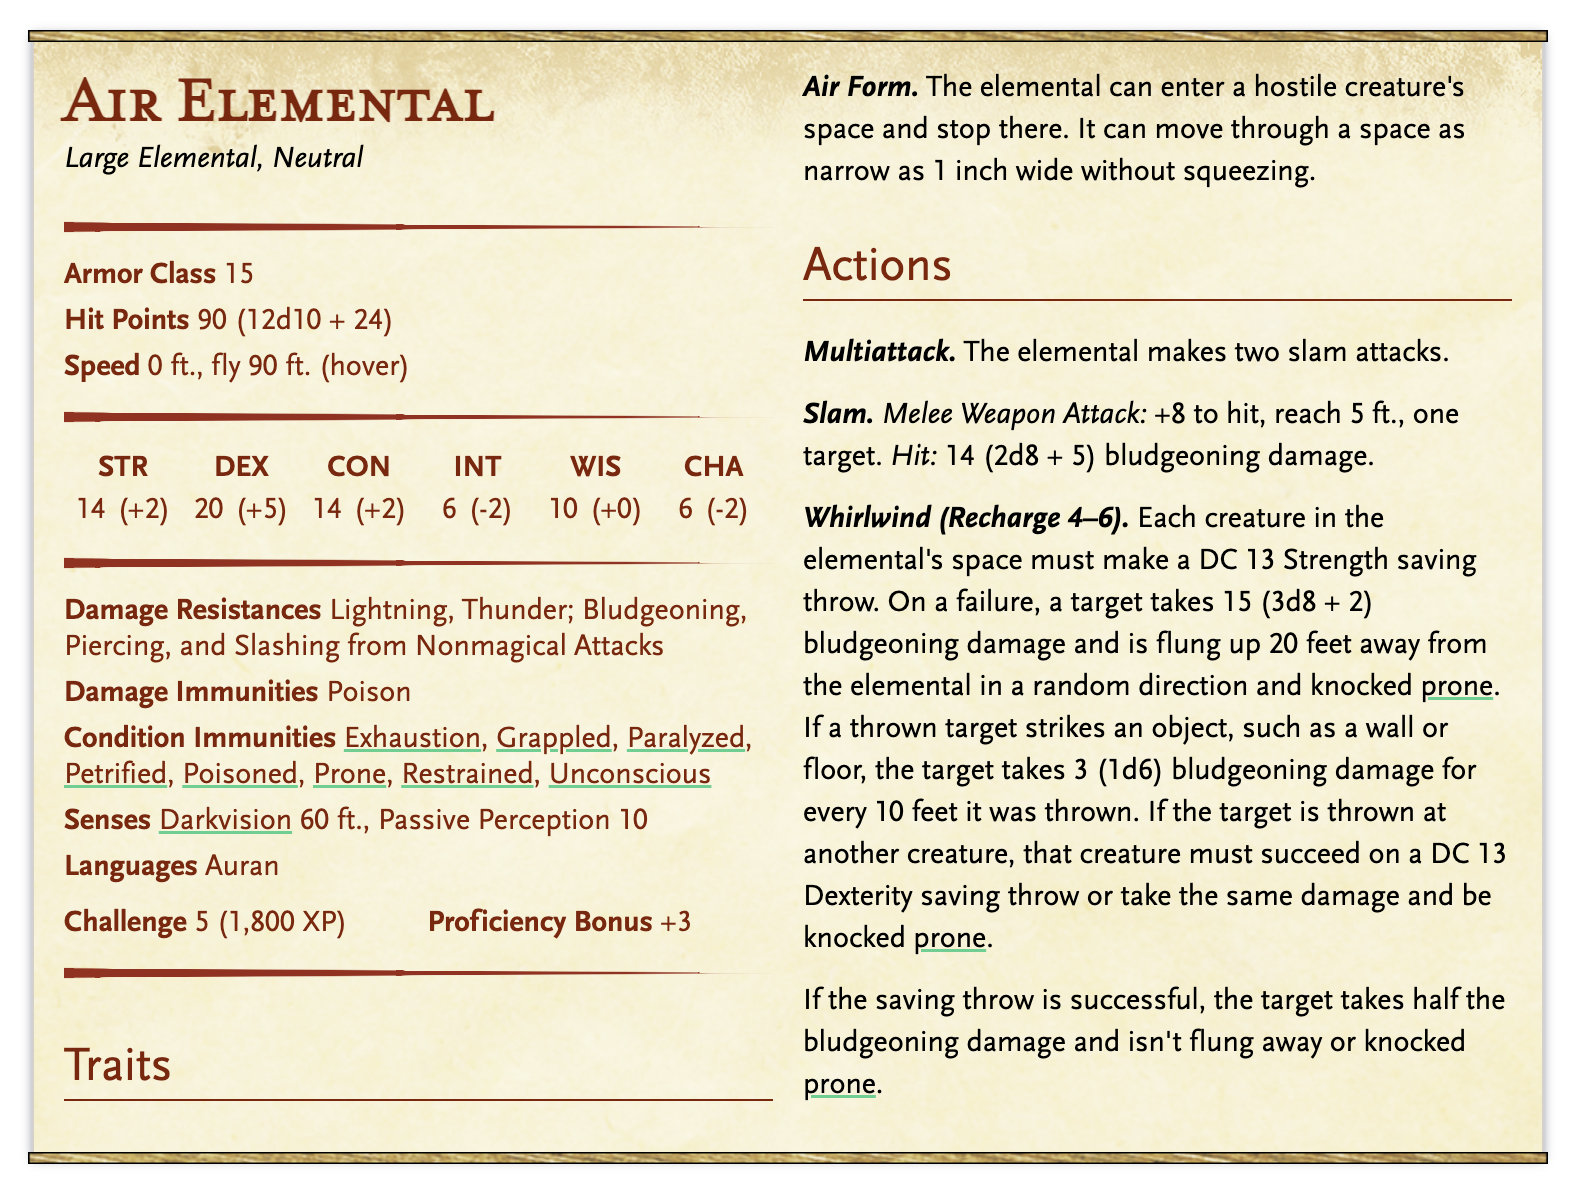 Air Elemental
Large Elemental, Neutral
Armor Class 15
Hit Points 90 (12d10 + 24)
Speed 0 ft., fly 90 ft. (hover)
STR DEX CON INT WIS CHA
14 (+2) 20 (+5) 14 (+2) 6 (-2) 10 (+0) 6 (-2)
Damage Resistances Lightning, Thunder; Bludgeoning,
Piercing, and Slashing from Nonmagical Attacks
Damage Immunities Poison
Condition Immunities Exhaustion, Grappled, Paralyzed,
Petrified, Poisoned, Prone, Restrained, Unconscious
Senses Darkvision 60 ft., Passive Perception 10
Languages Auran
Challenge 5 (1,800 XP) Proficiency Bonus +3
Traits
Air Form. The elemental can enter a hostile creature's
space and stop there. It can move through a space as
narrow as 1 inch wide without squeezing.
Actions
Multiattack. The elemental makes two slam attacks.
Slam. Melee Weapon Attack: +8 to hit, reach 5 ft., one
target. Hit: 14 (2d8 + 5) bludgeoning damage.
Whirlwind (Recharge 4–6). Each creature in the
elemental's space must make a DC 13 Strength saving
throw. On a failure, a target takes 15 (3d8 + 2)
bludgeoning damage and is flung up 20 feet away from
the elemental in a random direction and knocked prone.
If a thrown target strikes an object, such as a wall or
floor, the target takes 3 (1d6) bludgeoning damage for
every 10 feet it was thrown. If the target is thrown at
another creature, that creature must succeed on a DC 13
Dexterity saving throw or take the same damage and be
knocked prone.
If the saving throw is successful, the target takes half the
bludgeoning damage and isn't flung away or knocked
prone.